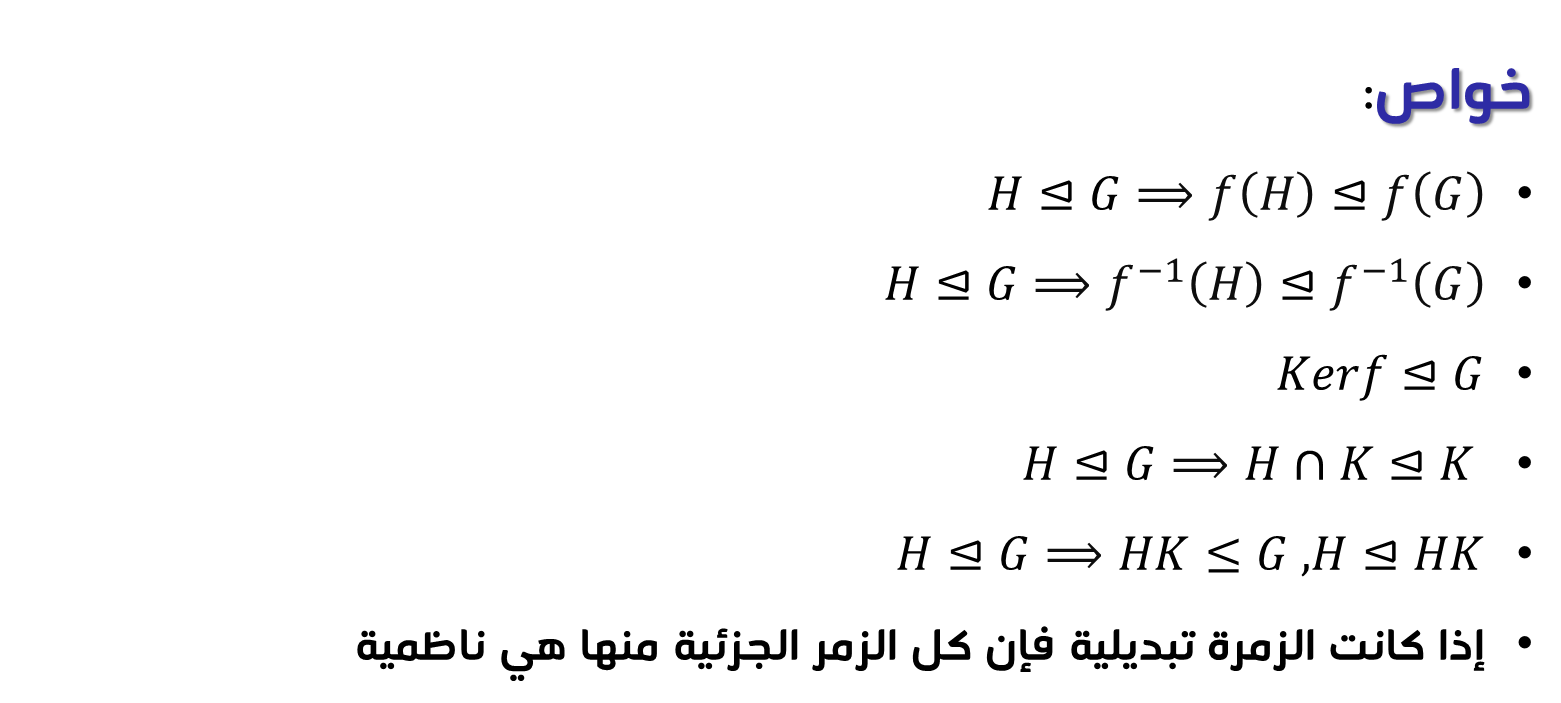 خواص:
• H ⊴ G ⟹ f(H) ⊴ f(G)
• H ⊴ G ⟹ f⁻¹(H) ⊴ f⁻¹(G)
• Kerf ⊴ G
• H ⊴ G ⟹ H ∩ K ⊴ K
• H ⊴ G ⟹ HK ≤ G ,H ⊴ HK
• إذا كانت الزمرة تبديلية فإن كل الزمر الجزئية منها هي ناظمية